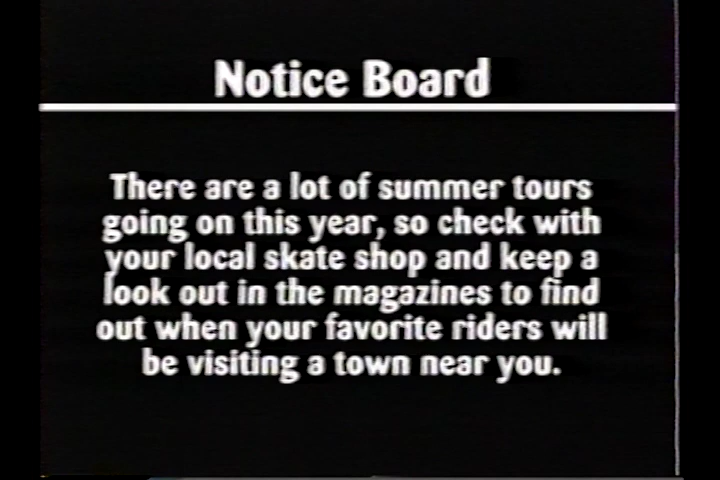 Notice Board
There are a lot of summer tours
going on this year, so check with
your local skate shop and keep a
look out in the magazines to find
out when your favorite riders will
be visiting a town near you.